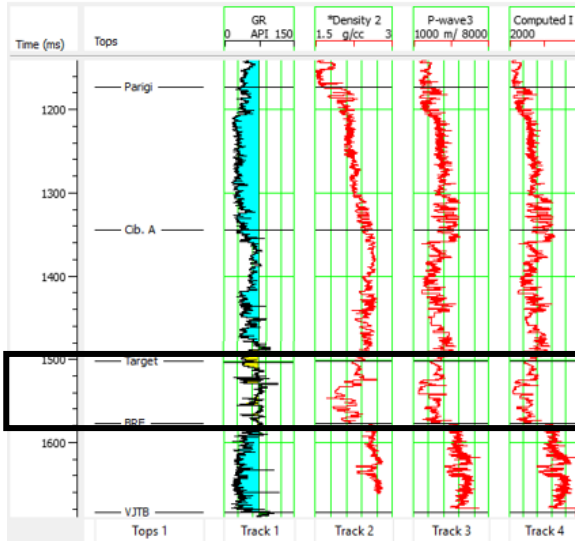 GR *Density 2 P-wave3 Computed I
Time (ms) Tops 0 API 150 1.5 g/cc 3 1000 m/ 8000 2000
Parigi
1200
1300
Cib. A
1400
1500
Target
BRF
1600
VJTB
Tops 1 Track 1 Track 2 Track 3 Track 4